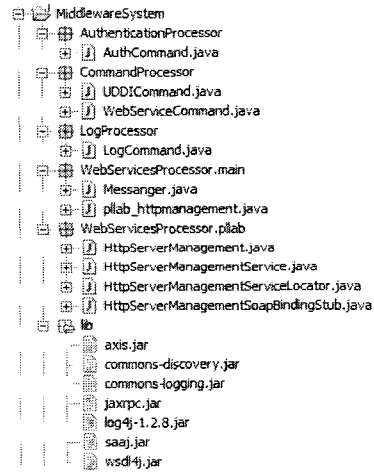 MiddlewareSystem
AuthenticationProcessor
AuthCommand.java
CommandProcessor
UDDICommand.java
WebServiceCommand.java
LogProcessor
LogCommand.java
WebServicesProcessor.main
Messanger.java
pllab_httpmanagement.java
WebServicesProcessor.pllab
HttpServerManagement.java
HttpServerManagementService.java
HttpServerManagementServiceLocator.java
HttpServerManagementSoapBindingStub.java
lib
axis.jar
commons-discovery.jar
commons-logging.jar
jaxrpc.jar
log4j-1.2.8.jar
saaj.jar
wsdl4j.jar